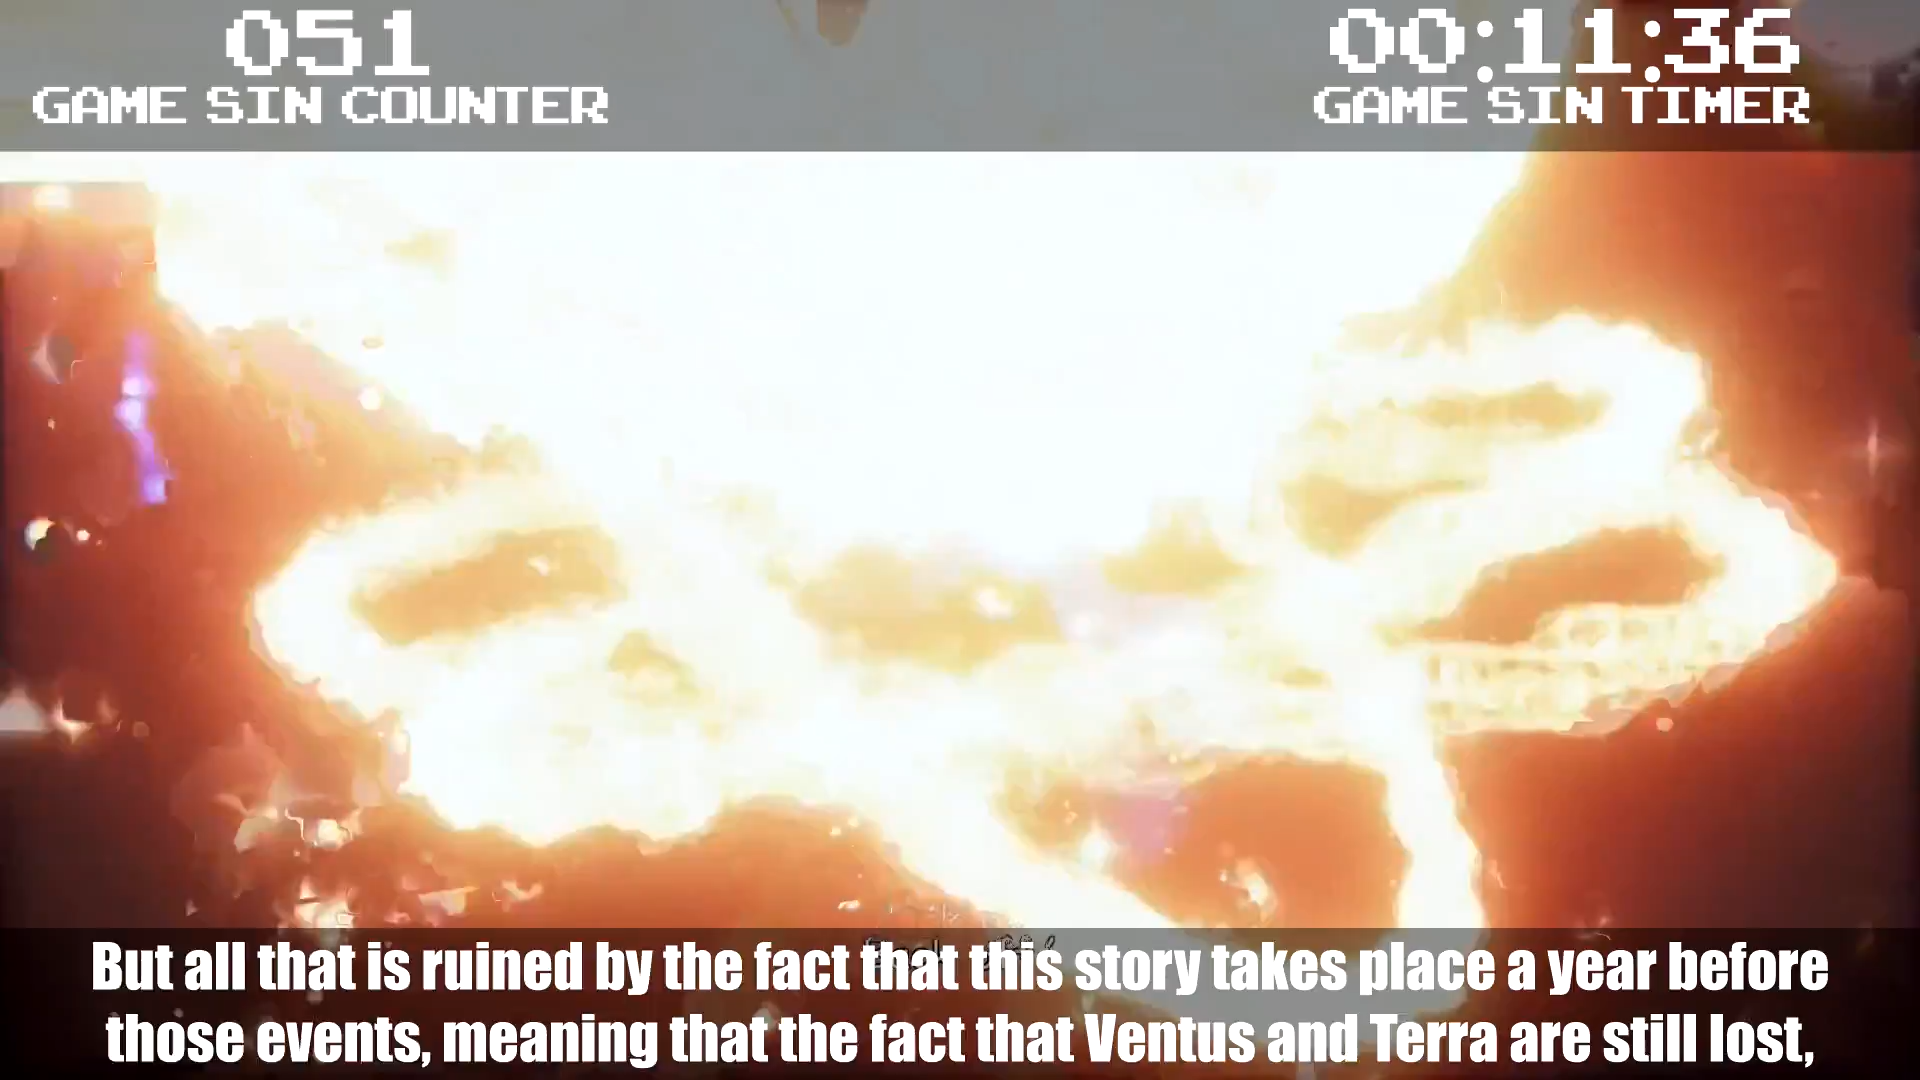 051
GAME SIN COUNTER
00:11:36
GAME SIN TIMER
But all that is ruined by the fact that this story takes place a year before
those events, meaning that the fact that Ventus and Terra are still lost,